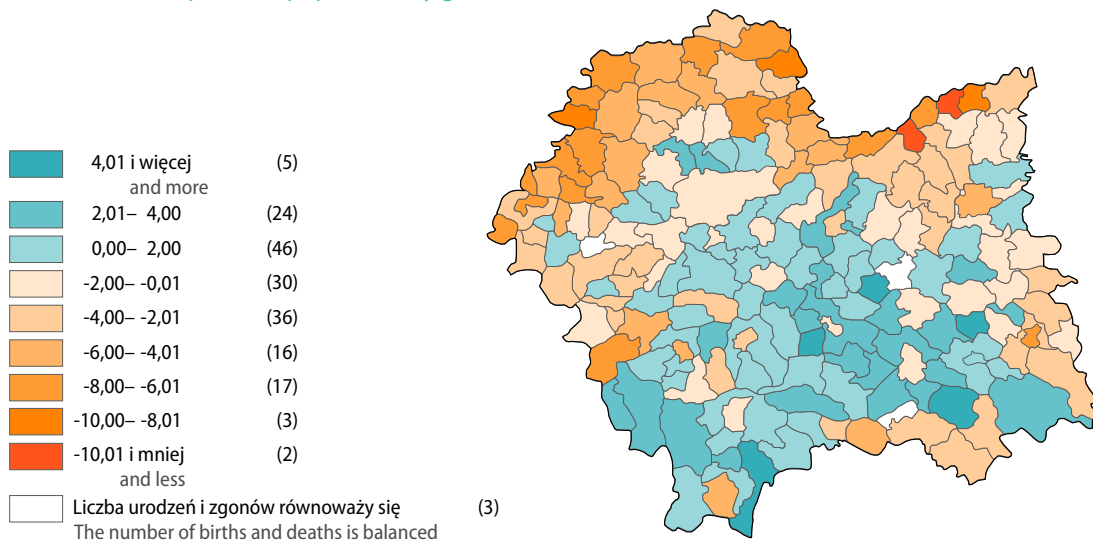 4,01 i więcej (5)
and more
2,01– 4,00 (24)
0,00– 2,00 (46)
-2,00– -0,01 (30)
-4,00– -2,01 (36)
-6,00– -4,01 (16)
-8,00– -6,01 (17)
-10,00– -8,01 (3)
-10,01 i mniej (2)
and less
Liczba urodzeń i zgonów równoważy się (3)
The number of births and deaths is balanced